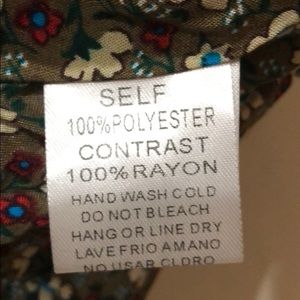 SELF
100%POLYESTER
CONTRAST
100%RAYON
HAND WASH COLD
DO NOT BLEACH
HANG OR LINE DRY
LAVE FRIO AMANO
NO USAR CLDRO